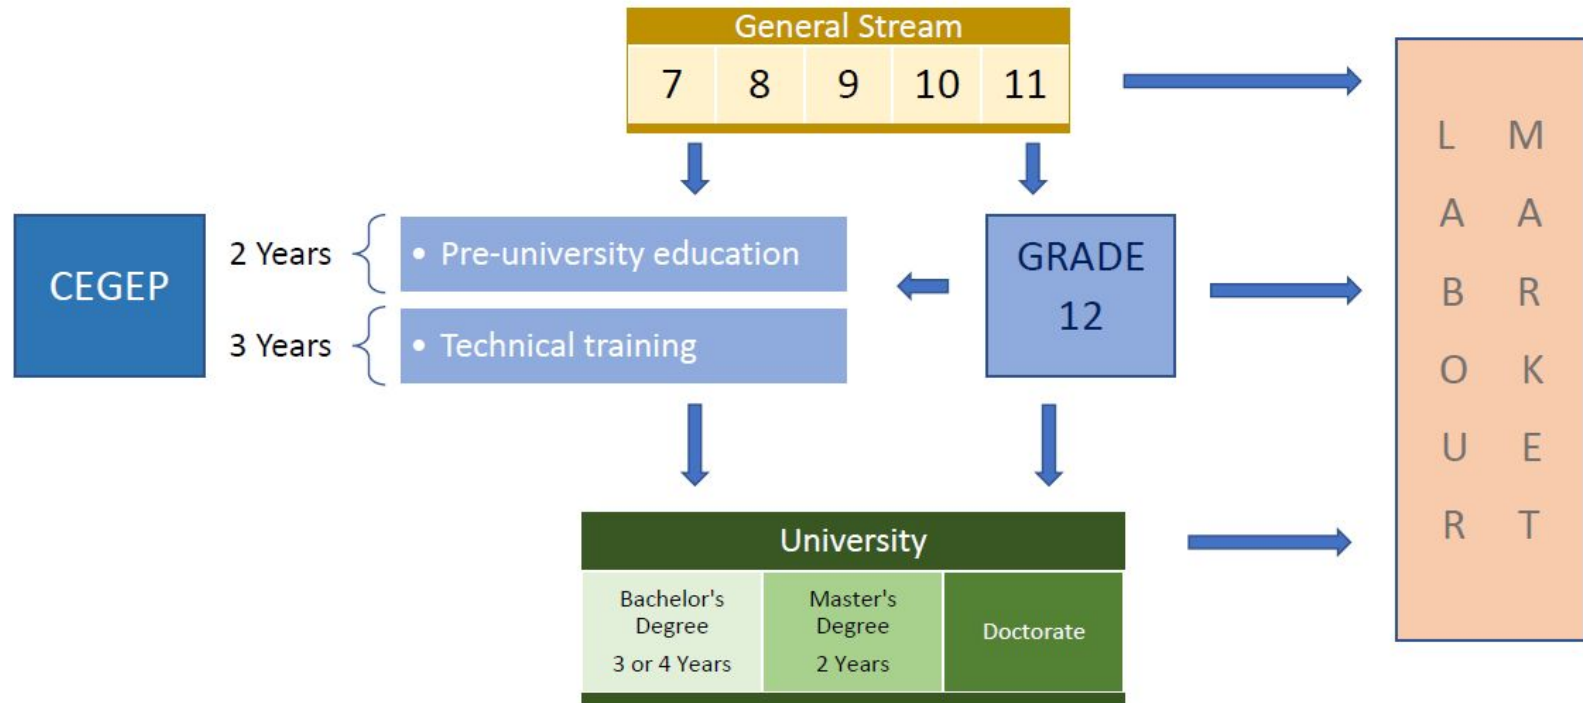 General Stream
7 8 9 10 11
CEGEP
2 Years
• Pre-university education
3 Years
• Technical training
GRADE
12
University
Bachelor's
Degree
3 or 4 Years
Master's
Degree
2 Years
Doctorate
L M
A A
B R
O K
U E
R T